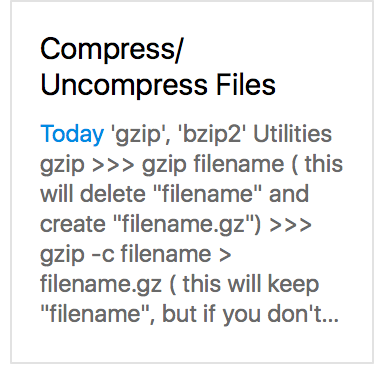 Compress/
Uncompress Files
Today 'gzip', 'bzip2' Utilities
gzip >>> gzip filename ( this
will delete "filename" and
create "filename.gz") >>>
gzip -c filename >
filename.gz ( this will keep
"filename", but if you don't...